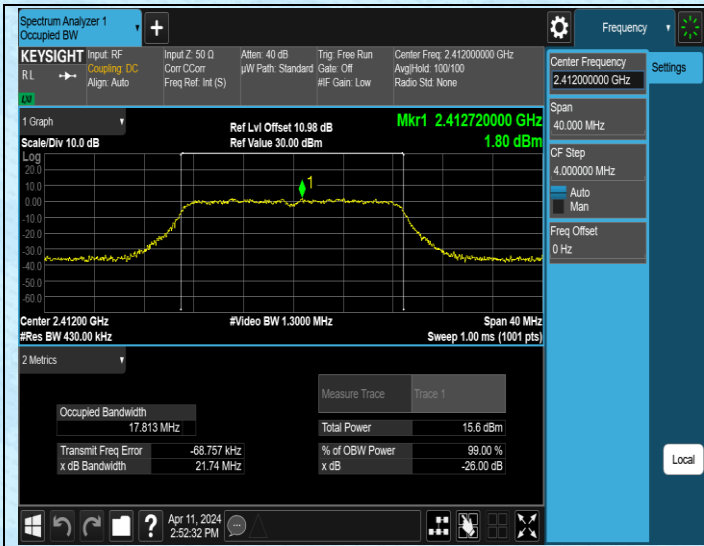 Spectrum Analyzer 1
Occupied BW
Frequency
KEYSIGHT
R L
LXI
Input: RF
Coupling: DC
Align: Auto
Input Z: 50 Ω
Corr CCorr
Freq Ref: Int (S)
Atten: 40 dB
µW Path: Standard
Trig: Free Run
Gate: Off
#IF Gain: Low
Center Freq: 2.412000000 GHz
Avg|Hold: 100/100
Radio Std: None
Center Frequency
2.412000000 GHz
Settings
Span
40.000 MHz
CF Step
4.000000 MHz
Auto
Man
Freq Offset
0 Hz
Local
1 Graph
Scale/Div 10.0 dB
Ref Lvl Offset 10.98 dB
Ref Value 30.00 dBm
Mkr1 2.412720000 GHz
1.80 dBm
Log
20.0
10.0
0.00
-10.0
-20.0
-30.0
-40.0
-50.0
-60.0
1
Center 2.41200 GHz
#Video BW 1.3000 MHz
Span 40 MHz
#Res BW 430.00 kHz
Sweep 1.00 ms (1001 pts)
2 Metrics
Measure Trace
Trace 1
Occupied Bandwidth
17.813 MHz
Total Power
15.6 dBm
Transmit Freq Error
-68.757 kHz
% of OBW Power
99.00 %
x dB Bandwidth
21.74 MHz
x dB
-26.00 dB
?
Apr 11, 2024
2:52:32 PM